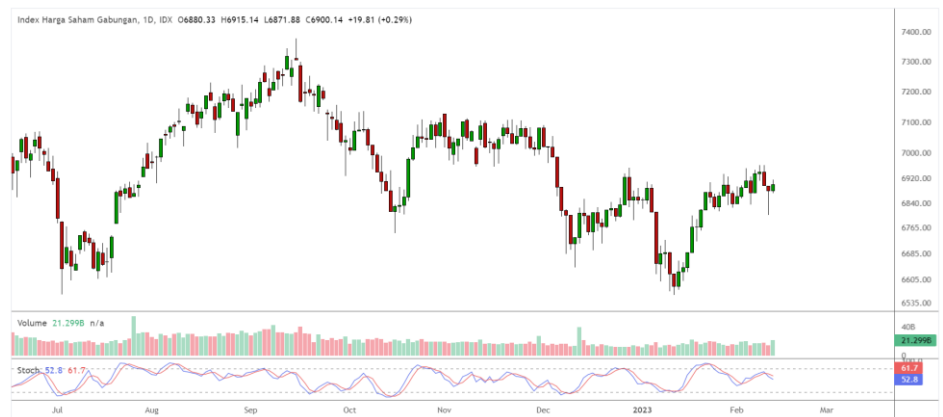 Index Harga Saham Gabungan, 1D, IDX O6880.33 H6915.14 L6871.88 C6900.14 +19.81 (+0.29%)
7400.00
7300.00
7200.00
7100.00
7000.00
6920.00
6840.00
6765.00
6685.00
6605.00
6535.00
Volume 21.299B n/a
40B
21.299B
0
Stoch. 52.8 61.7
61.7
52.8
Jul Aug Sep Oct Nov Dec 2023 Feb Mar